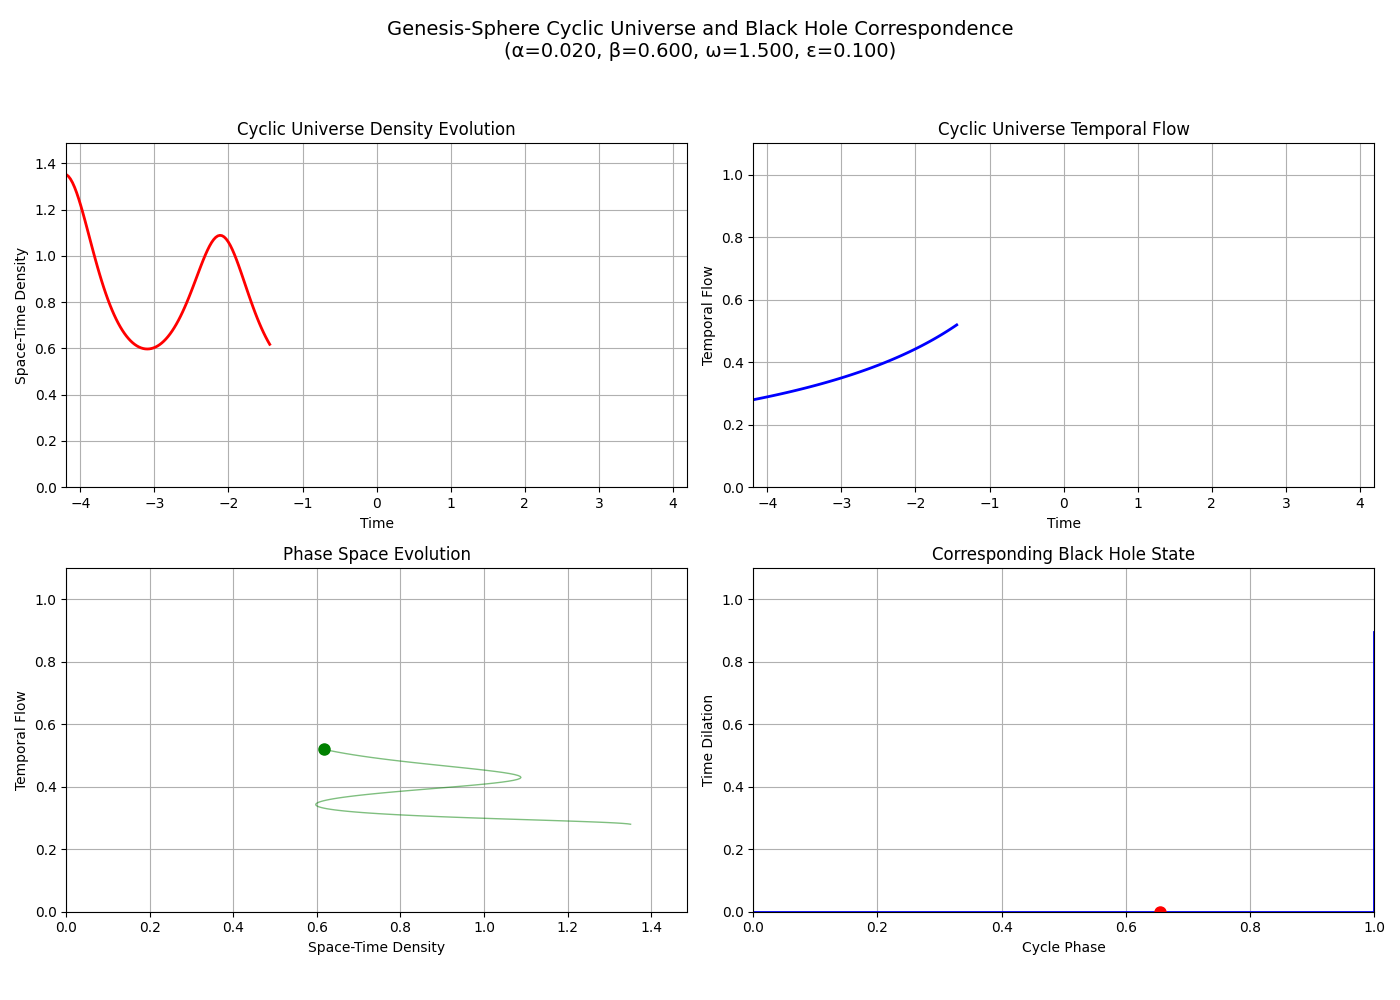 Genesis-Sphere Cyclic Universe and Black Hole Correspondence
(α=0.020, β=0.600, ω=1.500, ε=0.100)
Cyclic Universe Density Evolution
Space-Time Density
1.4
1.2
1.0
0.8
0.6
0.4
0.2
0.0
−4 −3 −2 −1 0 1 2 3 4
Time
Cyclic Universe Temporal Flow
Temporal Flow
1.0
0.8
0.6
0.4
0.2
0.0
−4 −3 −2 −1 0 1 2 3 4
Time
Phase Space Evolution
Temporal Flow
1.0
0.8
0.6
0.4
0.2
0.0
0.0 0.2 0.4 0.6 0.8 1.0 1.2 1.4
Space-Time Density
Corresponding Black Hole State
Time Dilation
1.0
0.8
0.6
0.4
0.2
0.0
0.0 0.2 0.4 0.6 0.8 1.0
Cycle Phase